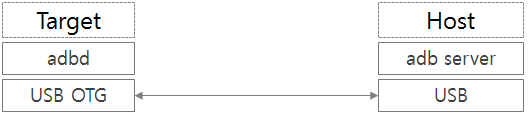 Target
Host
adbd
adb server
USB OTG
USB